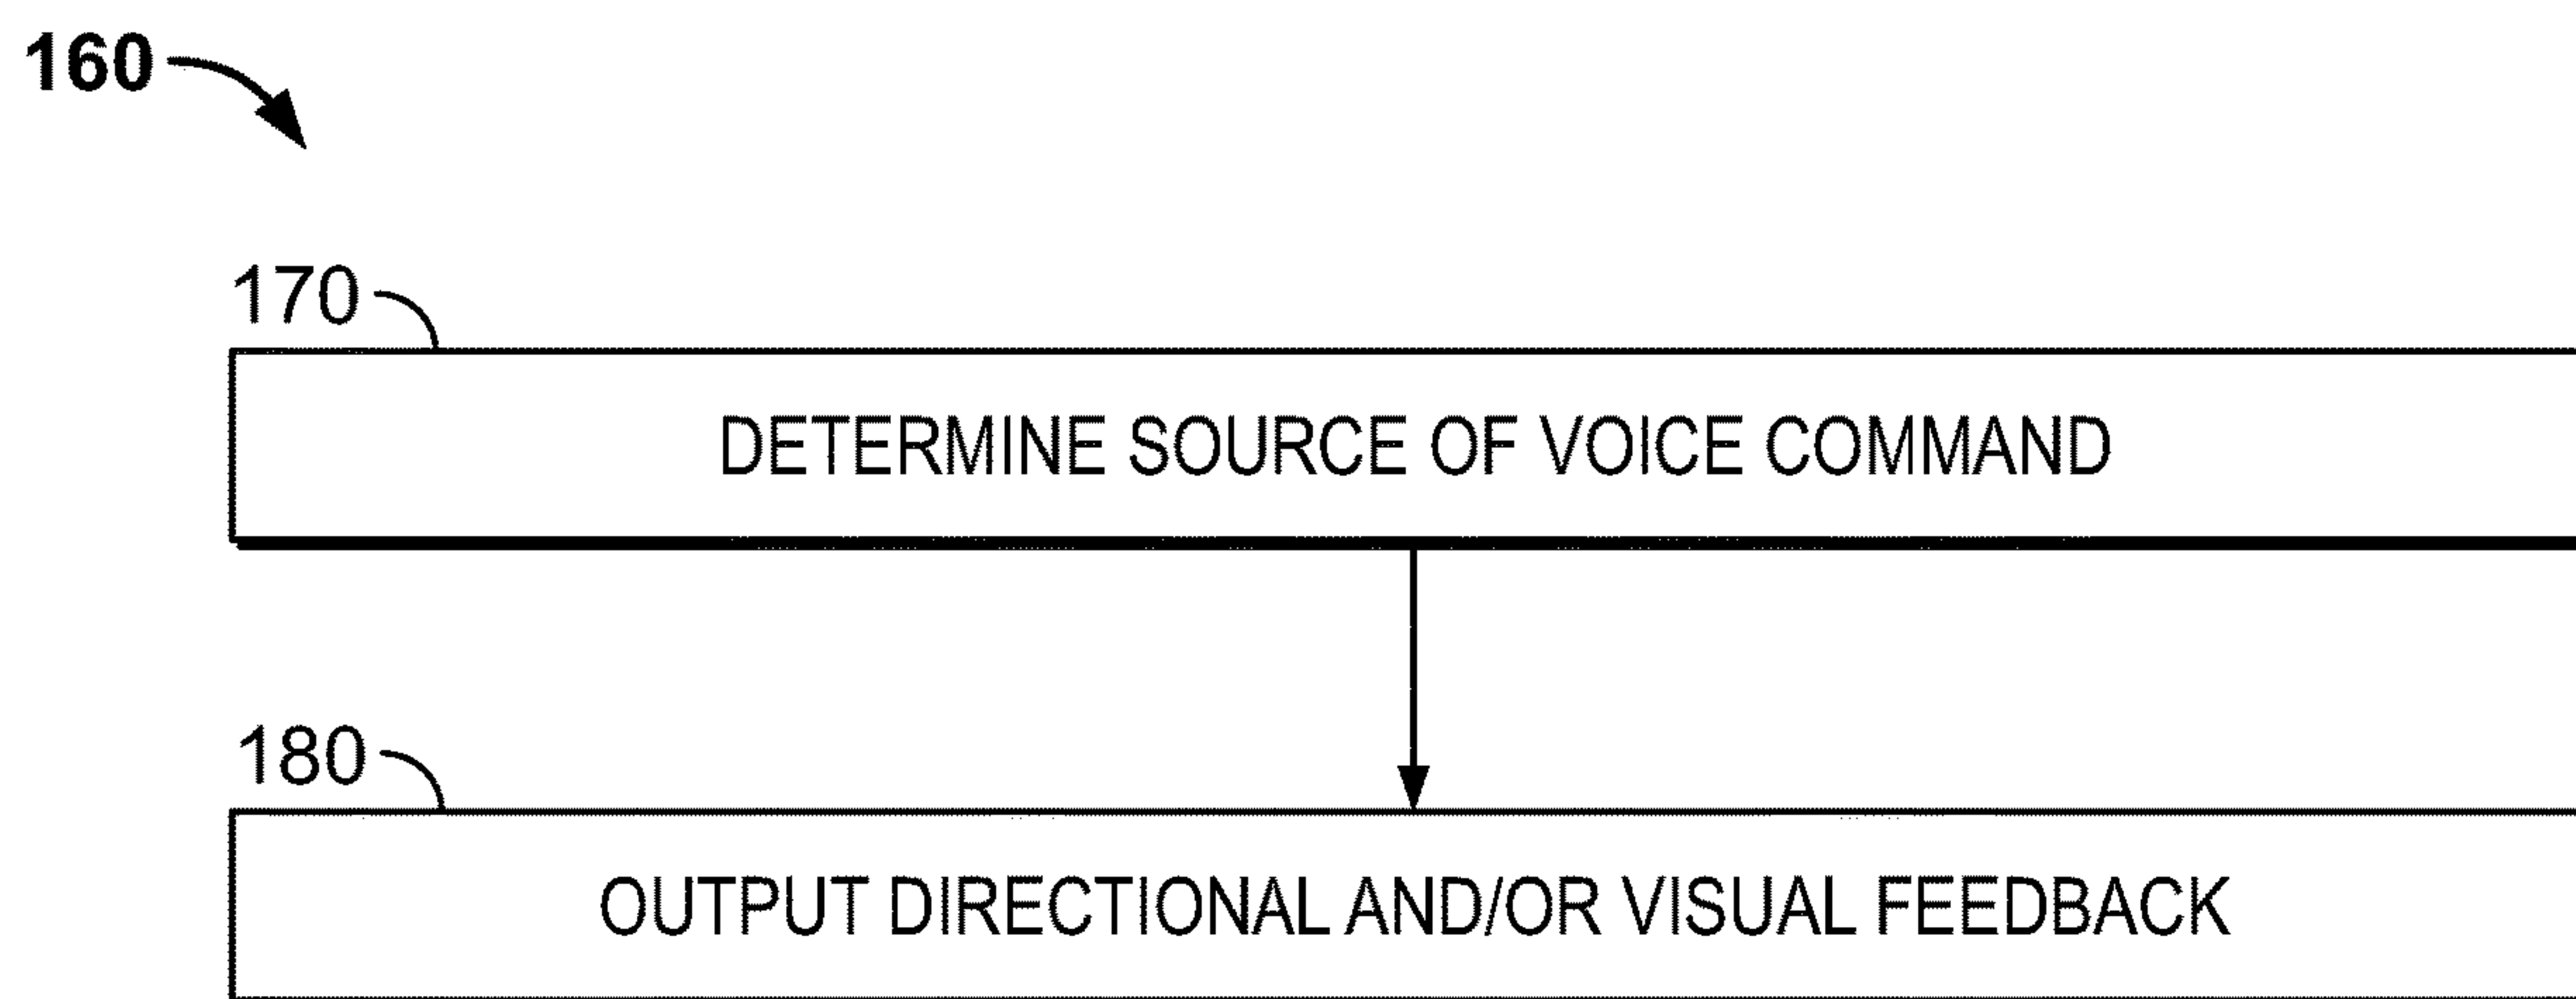 160
170
DETERMINE SOURCE OF VOICE COMMAND
180
OUTPUT DIRECTIONAL AND/OR VISUAL FEEDBACK